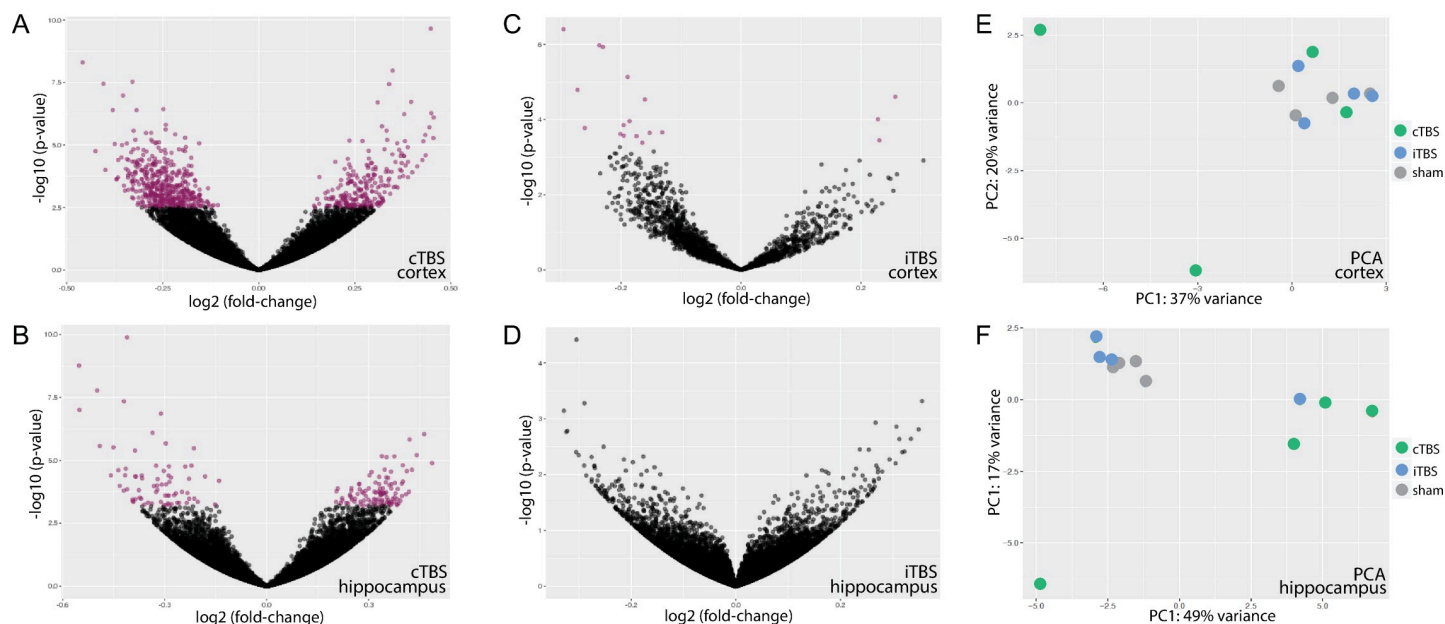 A
10.0
7.5
5.0
2.5
0.0
-log10 (p-value)
-0.50
-0.25
0.00
0.25
0.50
log2 (fold-change)
cTBS
cortex
B
10.0
7.5
5.0
2.5
0.0
-log10 (p-value)
-0.6
-0.3
0.0
0.3
log2 (fold-change)
cTBS
hippocampus
C
6
4
2
0
-log10 (p-value)
-0.2
0.0
0.2
log2 (fold-change)
iTBS
cortex
D
4
3
2
1
0
-log10 (p-value)
-0.2
0.0
0.2
log2 (fold-change)
iTBS
hippocampus
E
2.5
0.0
-2.5
-5.0
PC2: 20% variance
-6
-3
0
3
PC1: 37% variance
PCA
cortex
cTBS
iTBS
sham
F
2.5
0.0
-2.5
-5.0
PC1: 17% variance
-5.0
-2.5
0.0
2.5
5.0
PC1: 49% variance
PCA
hippocampus
cTBS
iTBS
sham